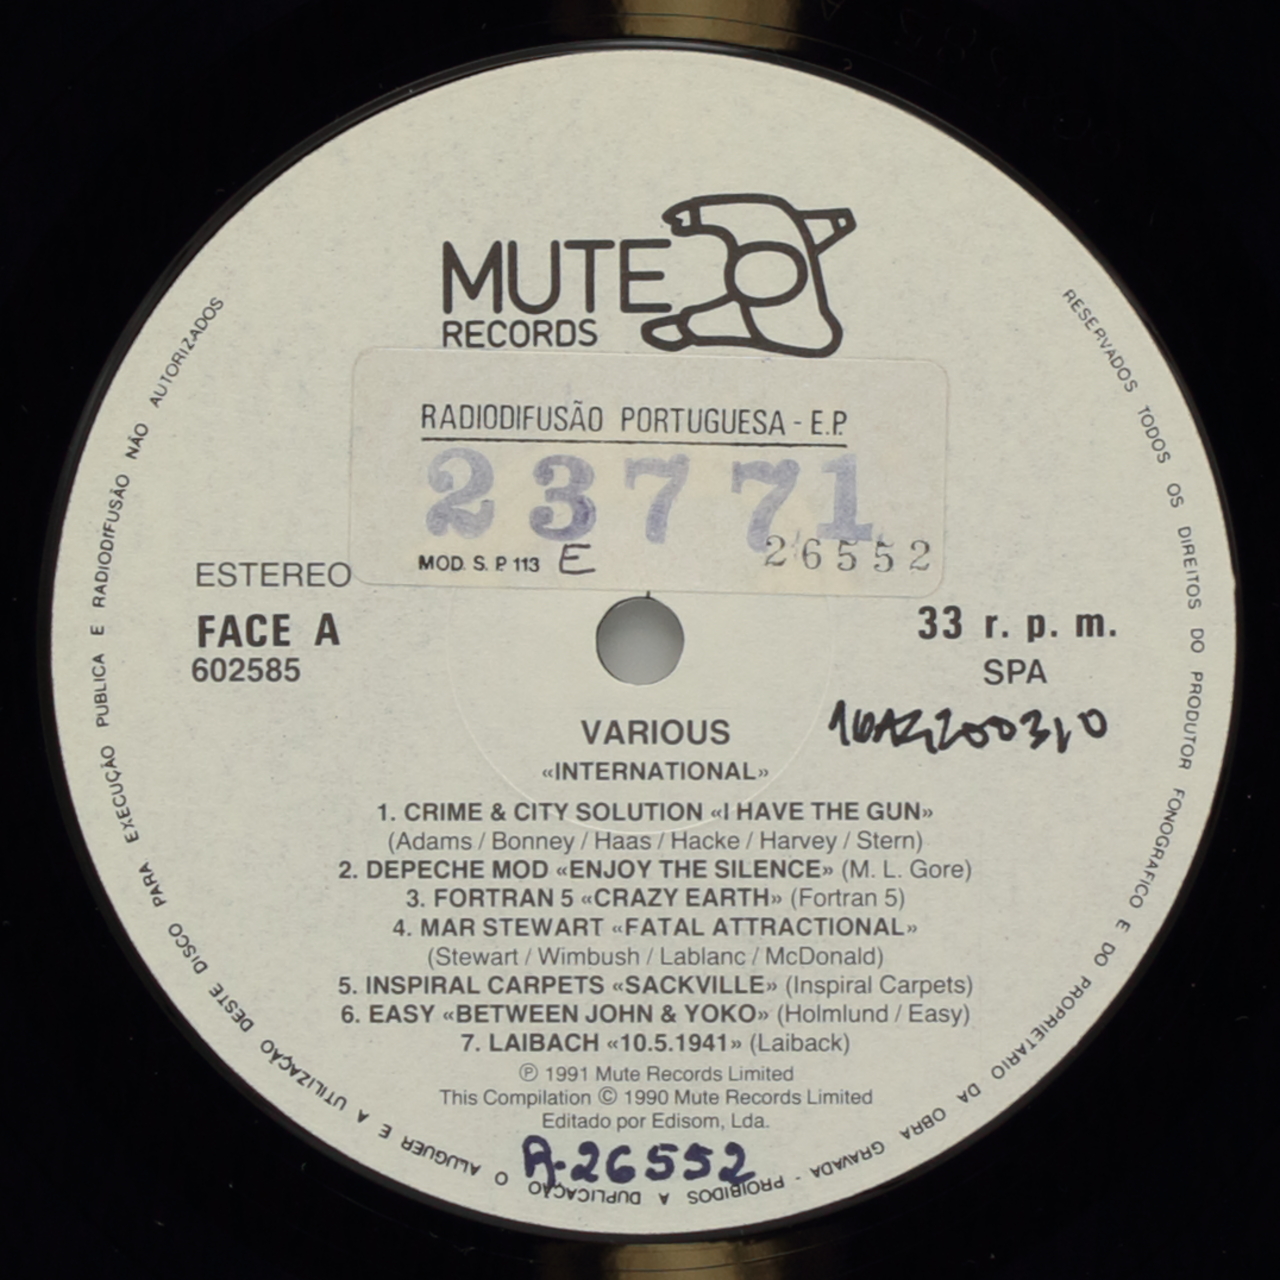 MUTE
RECORDS
RADIODIFUSÃO PORTUGUESA - E.P.
23771
MOD. S. P. 113 E
26552
ESTEREO
FACE A
602585
33 r. p. m.
SPA
VARIOUS
«INTERNATIONAL»
1. CRIME & CITY SOLUTION «I HAVE THE GUN»
(Adams / Bonney / Haas / Hacke / Harvey / Stern)
2. DEPECHE MOD «ENJOY THE SILENCE» (M. L. Gore)
3. FORTRAN 5 «CRAZY EARTH» (Fortran 5)
4. MAR STEWART «FATAL ATTRACTIONAL»
(Stewart / Wimbush / Lablanc / McDonald)
5. INSPIRAL CARPETS «SACKVILLE» (Inspiral Carpets)
6. EASY «BETWEEN JOHN & YOKO» (Holmlund / Easy)
7. LAIBACH «10.5.1941» (Laiback)
℗ 1991 Mute Records Limited
This Compilation © 1990 Mute Records Limited
Editado por Edisom, Lda.
A-26552
RESERVADOS TODOS OS DIREITOS DO PRODUTOR FONOGRAFICO E DO PROPRIETARIO DA OBRA GRAVADA - PROIBIDOS A DUPLICAÇÃO O ALUGUER E A UTILIZAÇÃO DESTE DISCO PARA EXECUÇÃO PUBLICA E RADIODIFUSÃO NÃO AUTORIZADOS